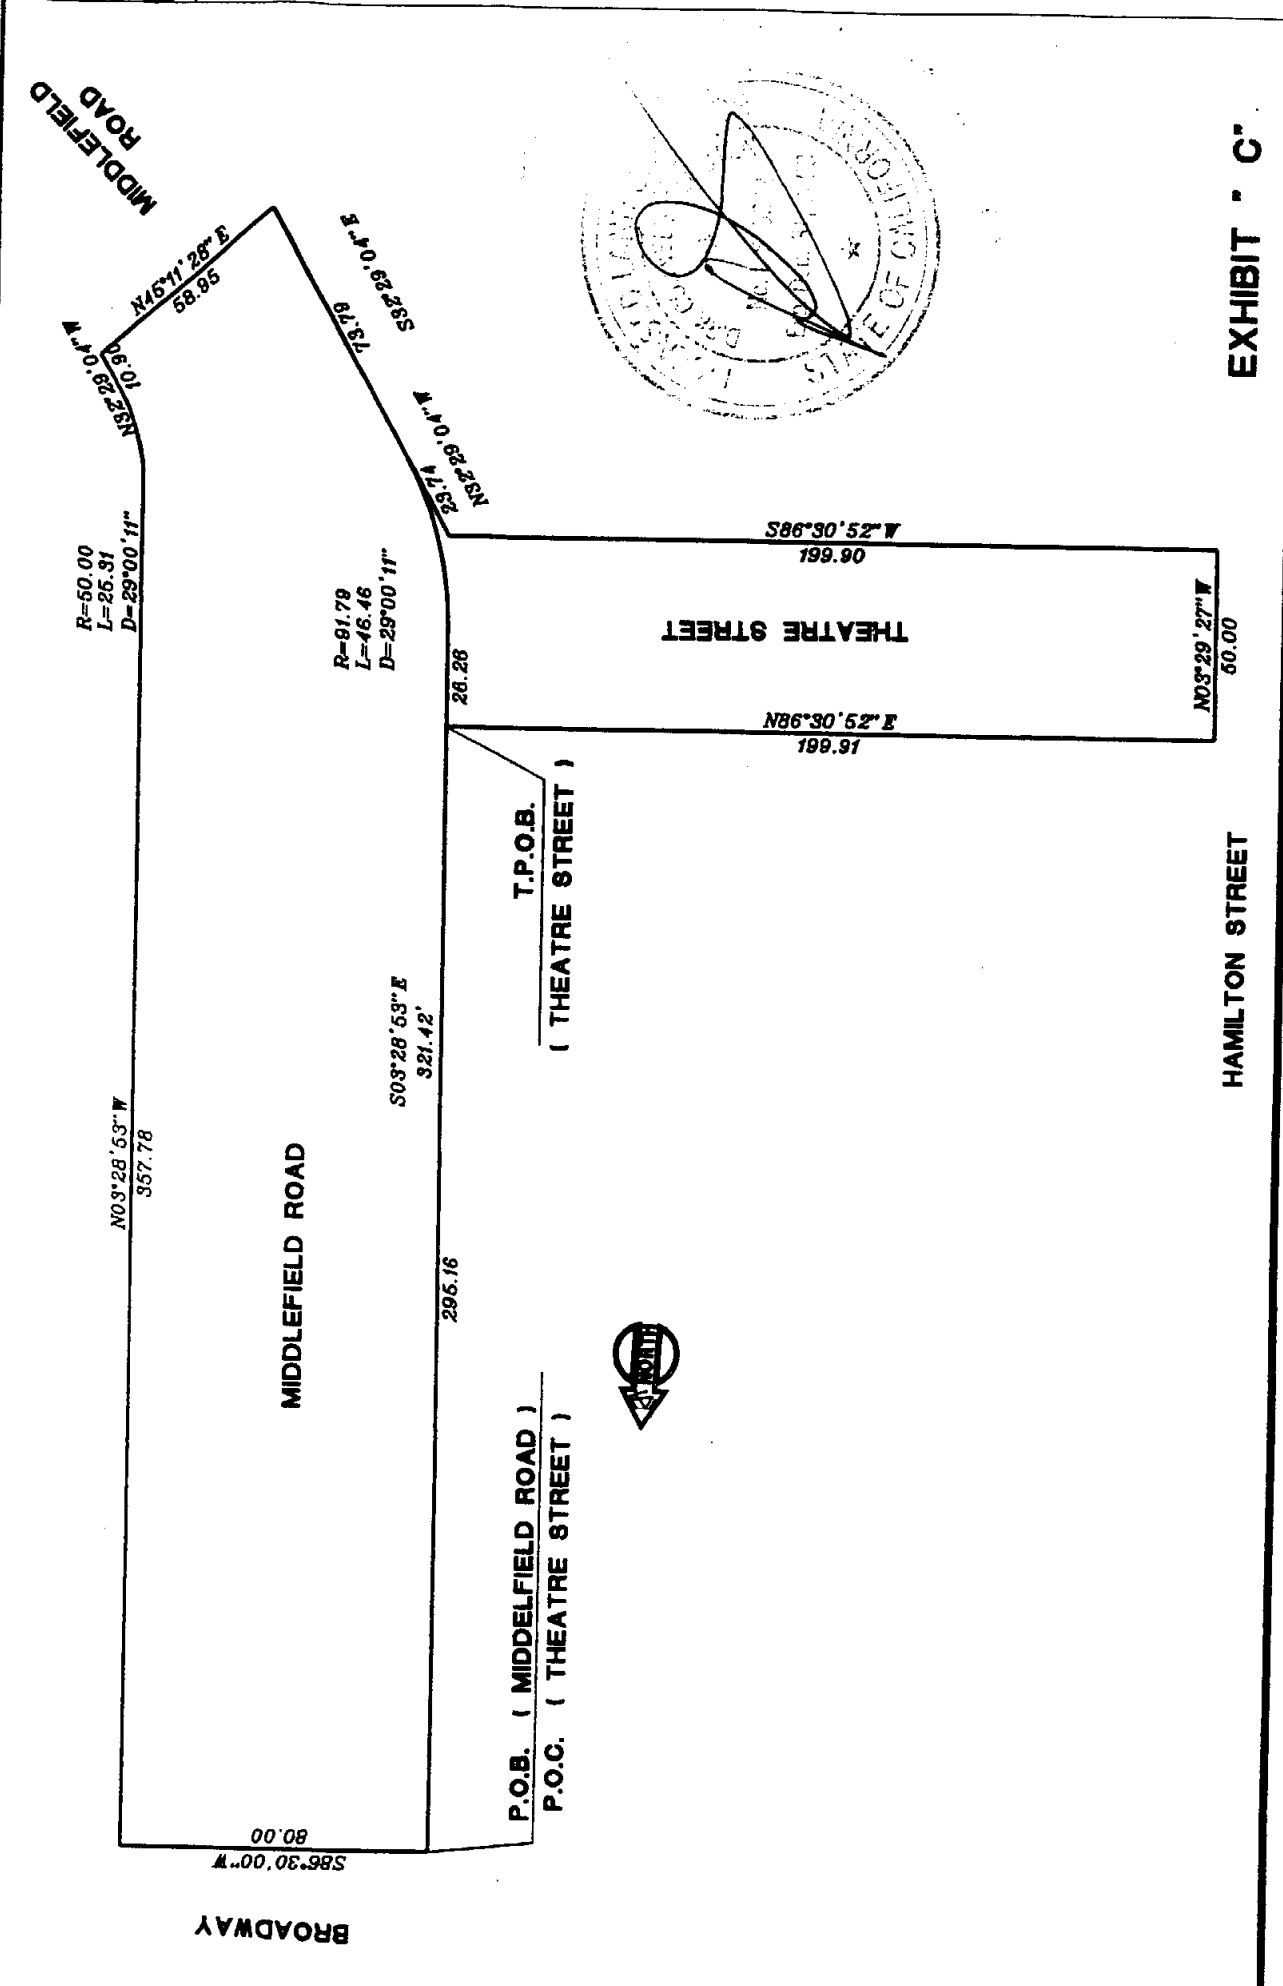 MIDDLEFIELD
ROAD
N45°11'28" E
58.95
N32°29'04" W
10.90
S32°29'04" E
73.79
N32°29'04" W
23.74
R=50.00
L=25.31
D=29°00'11"
R=91.79
L=46.46
D=29°00'11"
26.26
S86°30'52" W
199.90
THEATRE STREET
N03°29'27" W
50.00
N86°30'52" E
199.91
T.P.O.B.
( THEATRE STREET )
HAMILTON STREET
S03°28'53" E
321.42'
N03°28'53" W
357.78
MIDDLEFIELD ROAD
295.16
NORTH
P.O.B. ( MIDDELFIELD ROAD )
P.O.C. ( THEATRE STREET )
80.00
S86°30'00" W
BROADWAY
STATE OF CALIFORNIA
EXHIBIT " C"